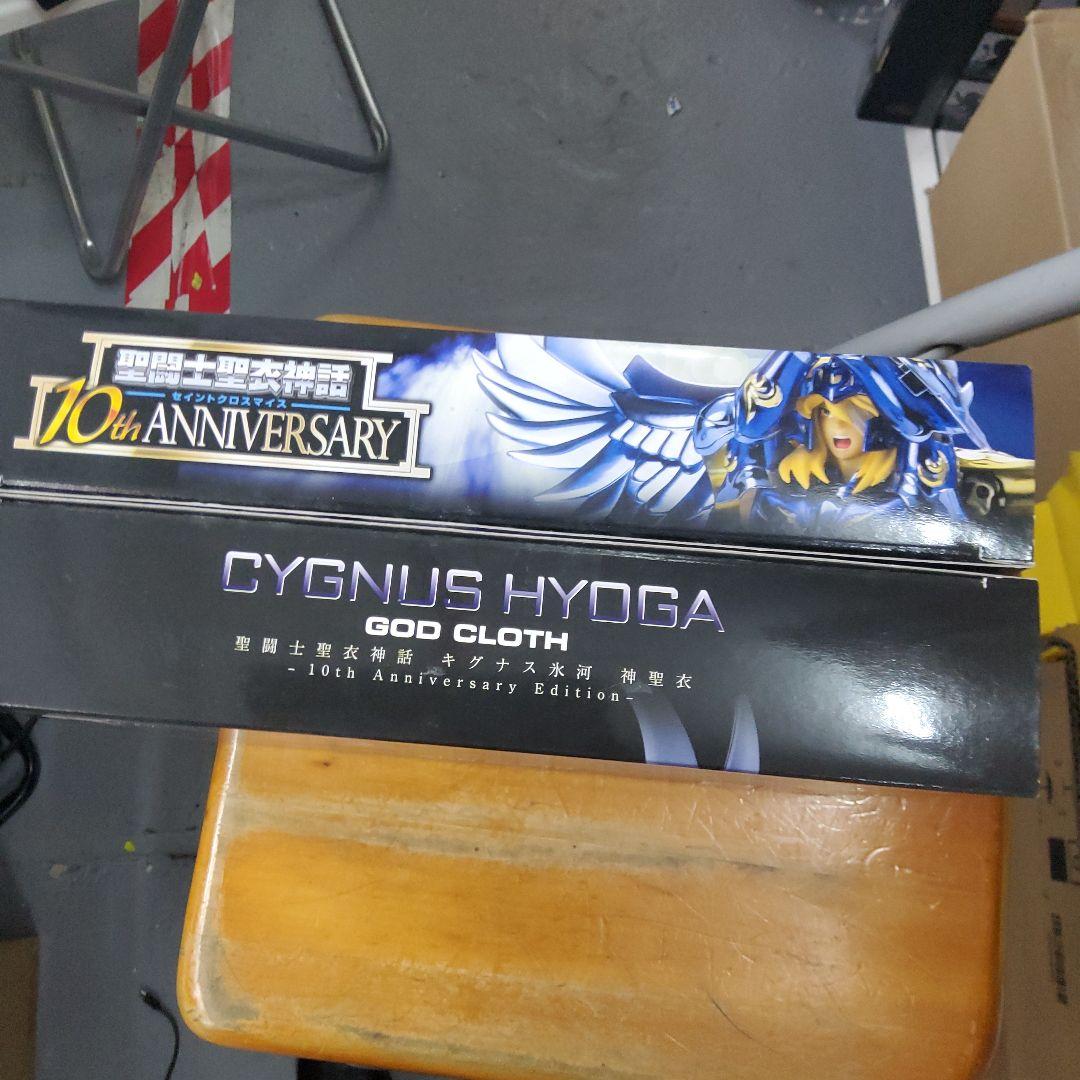 聖闘士聖衣神話
セイントクロスマイス
10th ANNIVERSARY
CYGNUS HYOGA
GOD CLOTH
聖闘士聖衣神話 キグナス氷河 神聖衣
-10th Anniversary Edition-